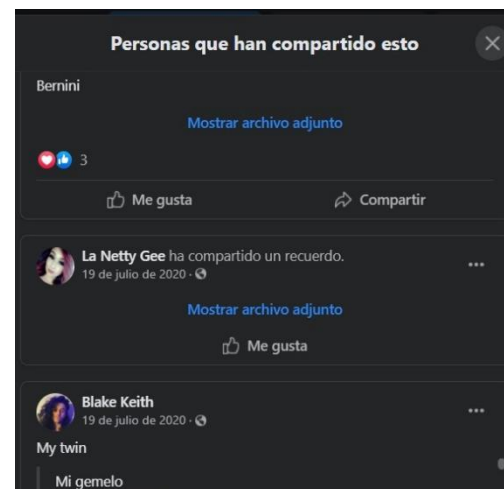 Personas que han compartido esto
Bernini
Mostrar archivo adjunto
3
Me gusta
Compartir
La Netty Gee ha compartido un recuerdo.
19 de julio de 2020 ·
Mostrar archivo adjunto
Me gusta
Blake Keith
19 de julio de 2020 ·
My twin
Mi gemelo